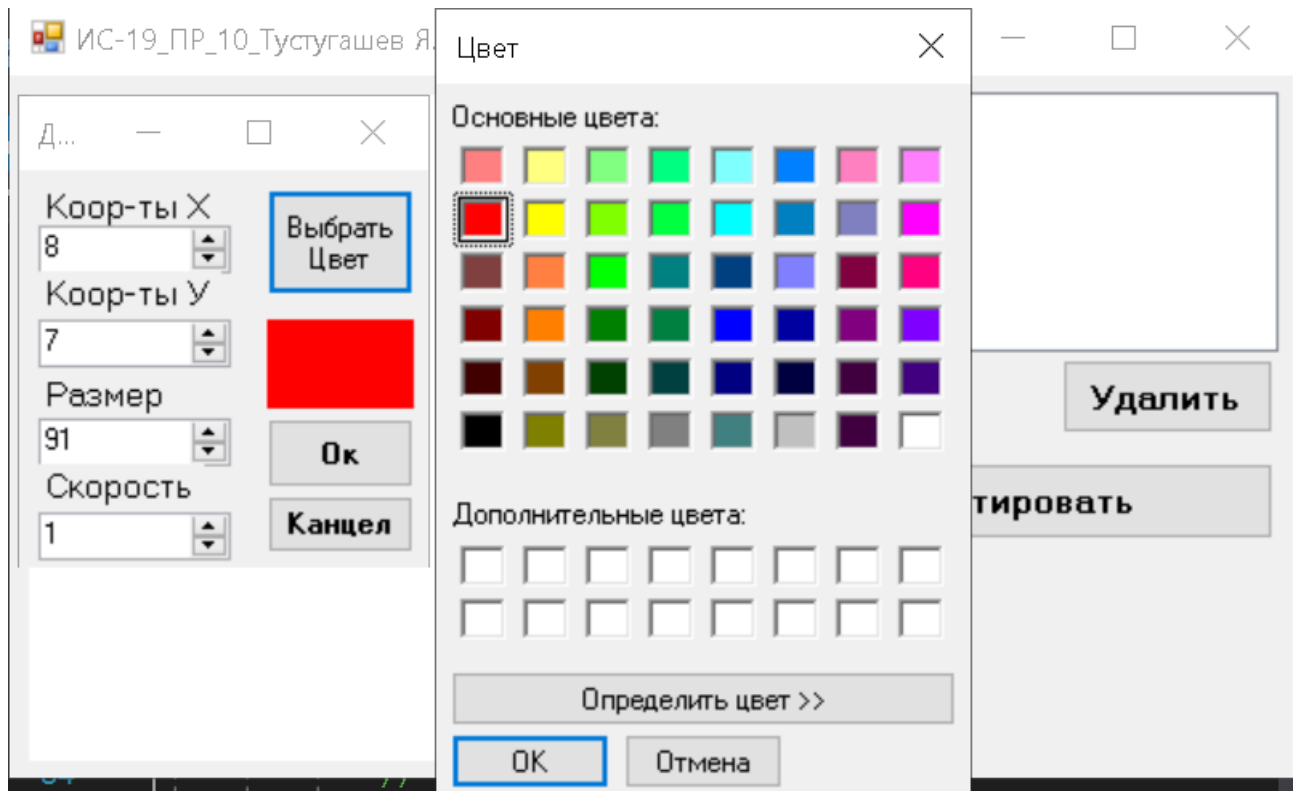 ИС-19_ПР_10_Тустугашев Я.
Цвет
Д...
Коор-ты X
8
Коор-ты У
7
Размер
91
Скорость
1
Выбрать
Цвет
Ок
Канцел
Основные цвета:
Дополнительные цвета:
Определить цвет >>
ОК
Отмена
Удалить
тировать